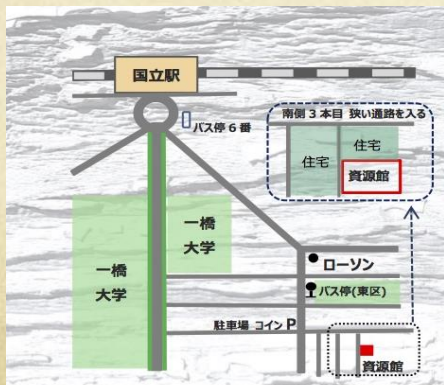 国立駅
バス停6番
南側3本目 狭い通路を入る
住宅
住宅
資源館
一橋
大学
一橋
大学
ローソン
バス停(東区)
駐車場 コインP
資源館